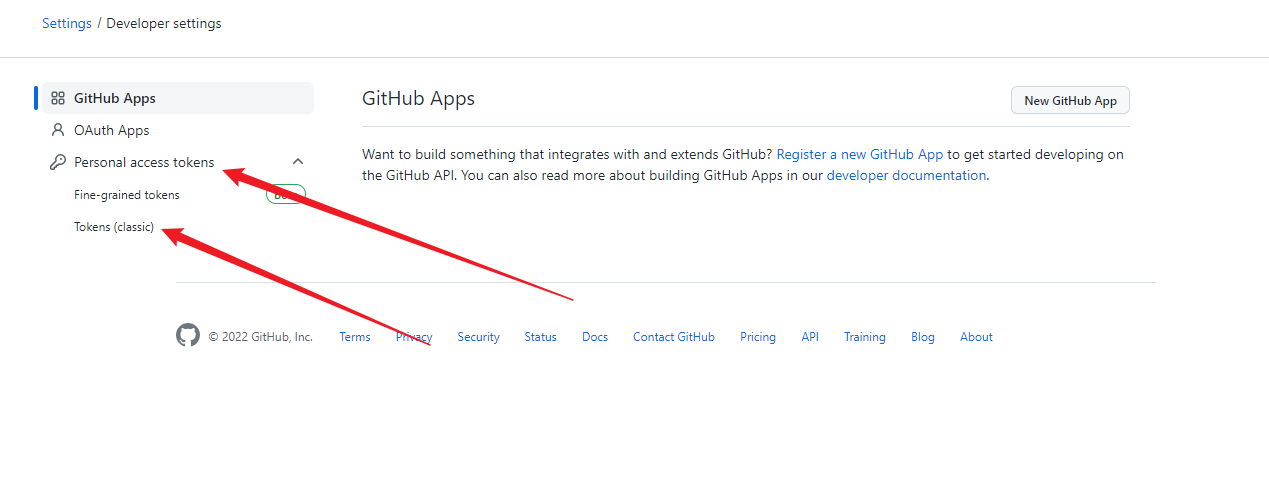 Settings / Developer settings
GitHub Apps
OAuth Apps
Personal access tokens
Fine-grained tokens
Tokens (classic)
GitHub Apps
New GitHub App
Want to build something that integrates with and extends GitHub? Register a new GitHub App to get started developing on
the GitHub API. You can also read more about building GitHub Apps in our developer documentation.
© 2022 GitHub, Inc. Terms Privacy Security Status Docs Contact GitHub Pricing API Training Blog About